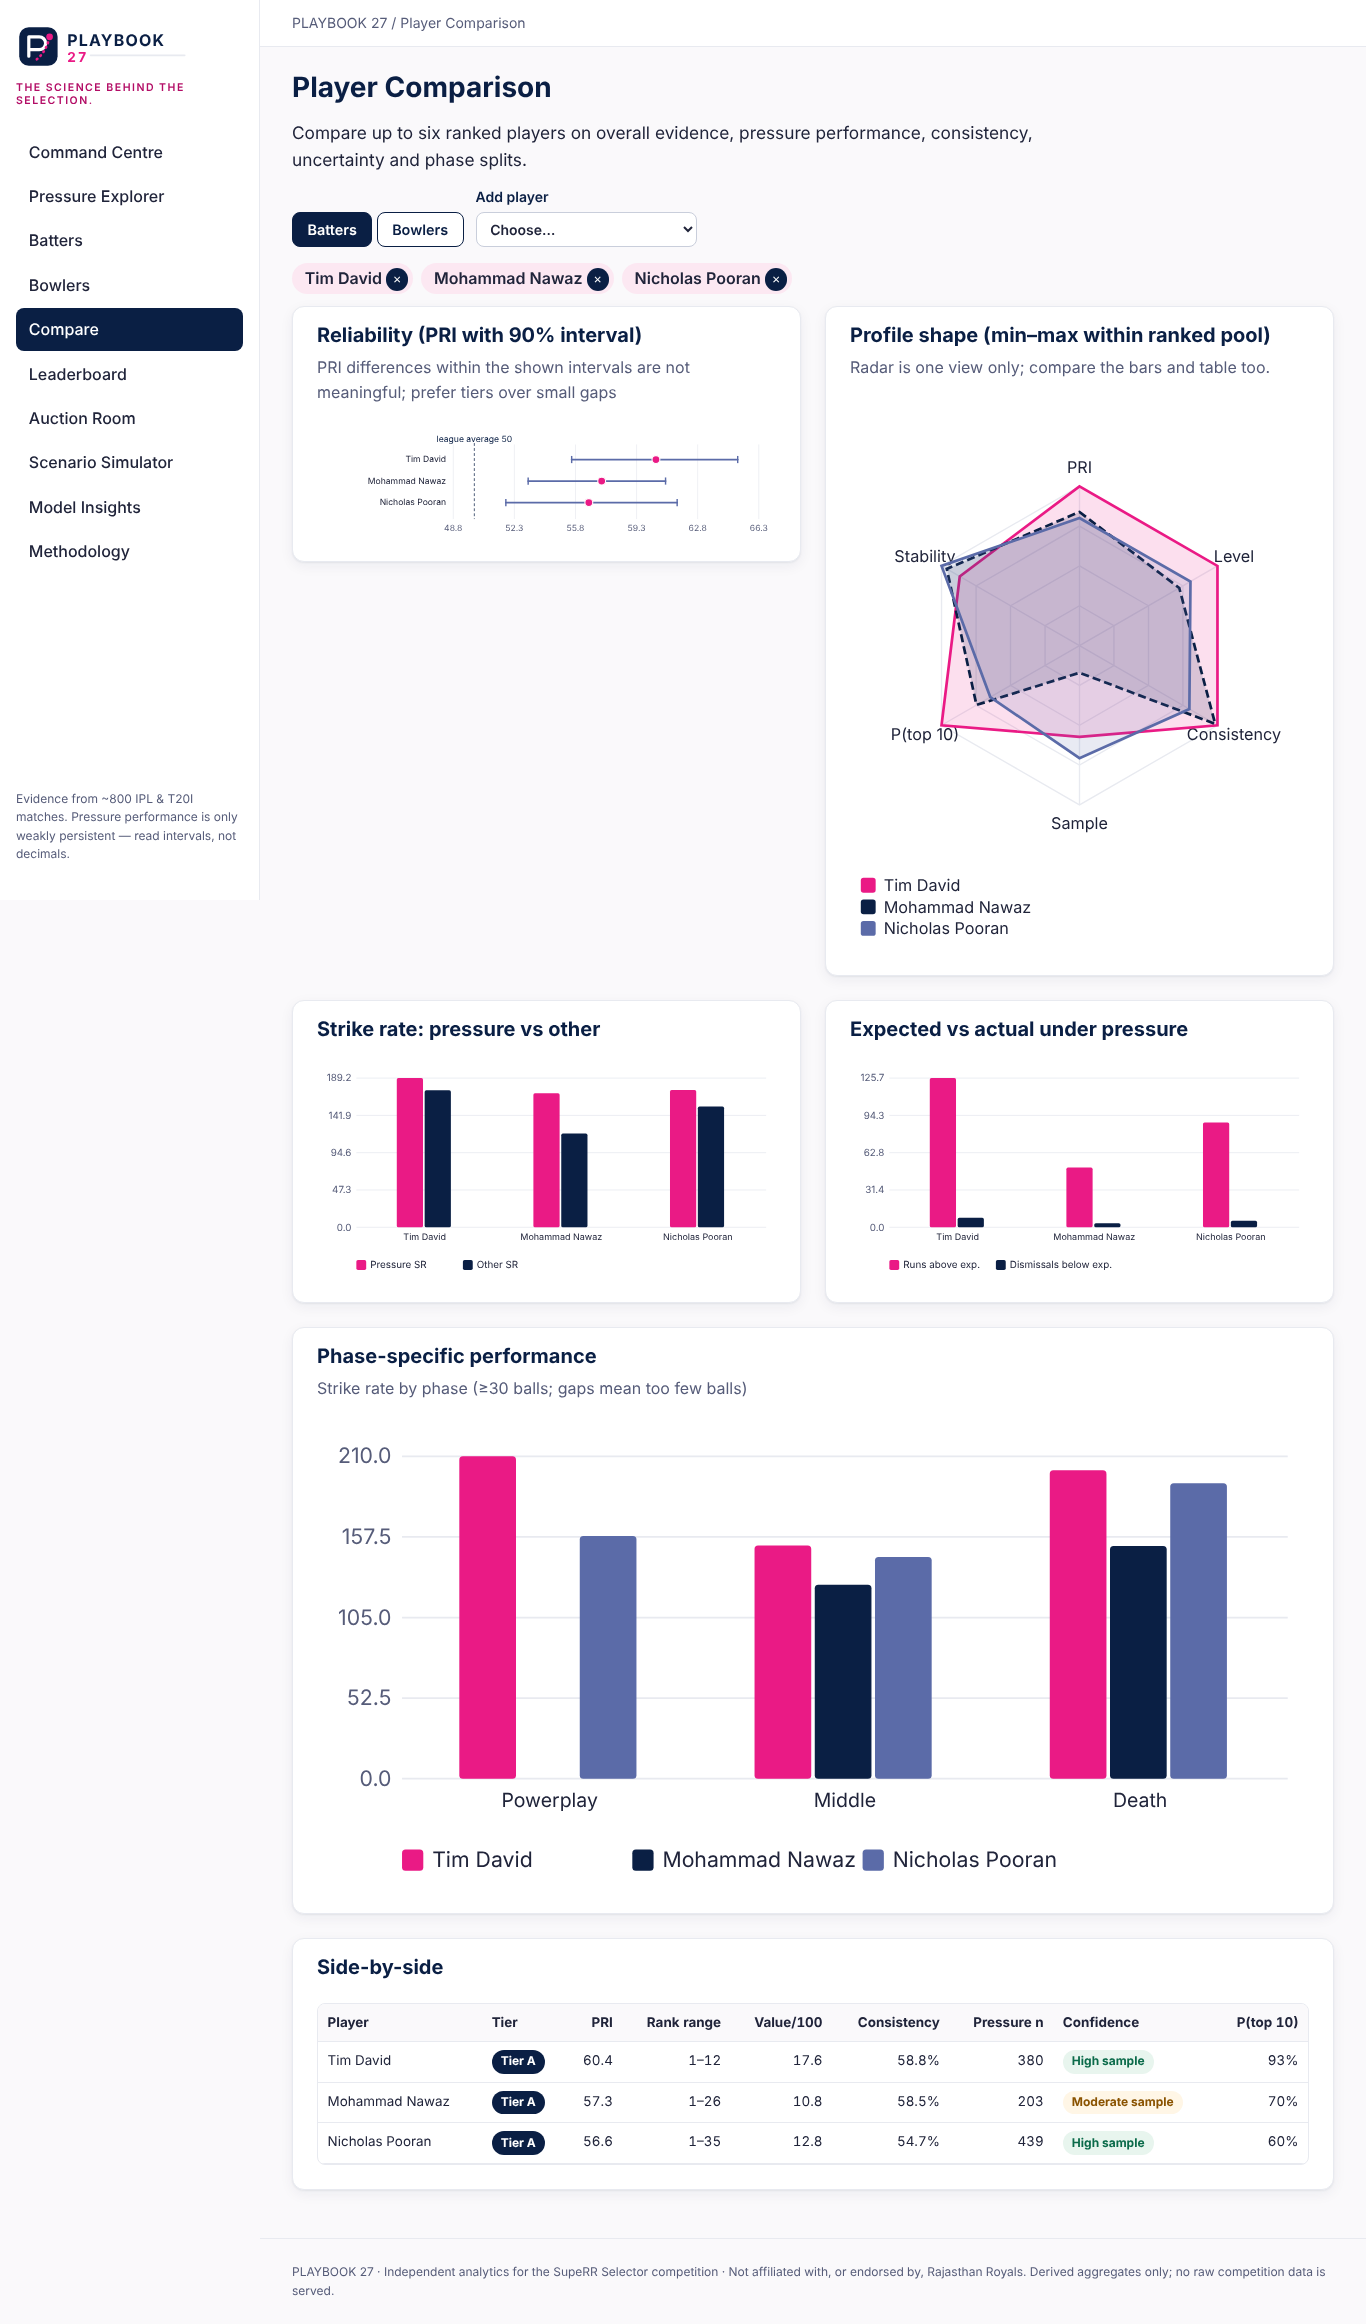 PLAYBOOK
27
THE SCIENCE BEHIND THE
SELECTION.
Command Centre
Pressure Explorer
Batters
Bowlers
Compare
Leaderboard
Auction Room
Scenario Simulator
Model Insights
Methodology
Evidence from ~800 IPL & T20I
matches. Pressure performance is only
weakly persistent — read intervals, not
decimals.
PLAYBOOK 27 / Player Comparison
Player Comparison
Compare up to six ranked players on overall evidence, pressure performance, consistency,
uncertainty and phase splits.
Add player
Batters Bowlers Choose...
Tim David × Mohammad Nawaz × Nicholas Pooran ×
Reliability (PRI with 90% interval)
PRI differences within the shown intervals are not
meaningful; prefer tiers over small gaps
league average 50
Tim David
Mohammad Nawaz
Nicholas Pooran
48.8 52.3 55.8 59.3 62.8 66.3
Profile shape (min–max within ranked pool)
Radar is one view only; compare the bars and table too.
PRI
Stability Level
P(top 10) Consistency
Sample
Tim David
Mohammad Nawaz
Nicholas Pooran
Strike rate: pressure vs other
189.2
141.9
94.6
47.3
0.0
Tim David Mohammad Nawaz Nicholas Pooran
Pressure SR Other SR
Expected vs actual under pressure
125.7
94.3
62.8
31.4
0.0
Tim David Mohammad Nawaz Nicholas Pooran
Runs above exp. Dismissals below exp.
Phase-specific performance
Strike rate by phase (≥30 balls; gaps mean too few balls)
210.0
157.5
105.0
52.5
0.0
Powerplay Middle Death
Tim David Mohammad Nawaz Nicholas Pooran
Side-by-side
Player Tier PRI Rank range Value/100 Consistency Pressure n Confidence P(top 10)
Tim David Tier A 60.4 1–12 17.6 58.8% 380 High sample 93%
Mohammad Nawaz Tier A 57.3 1–26 10.8 58.5% 203 Moderate sample 70%
Nicholas Pooran Tier A 56.6 1–35 12.8 54.7% 439 High sample 60%
PLAYBOOK 27 · Independent analytics for the SupeRR Selector competition · Not affiliated with, or endorsed by, Rajasthan Royals. Derived aggregates only; no raw competition data is
served.